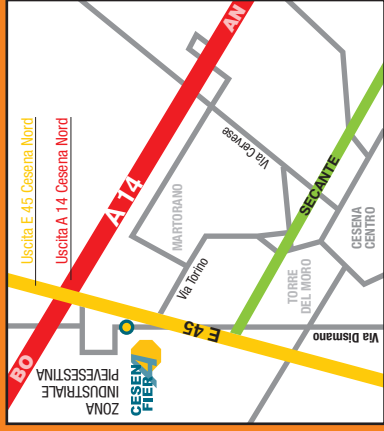 Uscita E 45 Cesena Nord
Uscita A 14 Cesena Nord
BO
A 14
AN
MARTORANO
Via Cervese
Via Torino
SECANTE
E 45
TORRE
DEL MORO
CESENA
CENTRO
Via Dismano
ZONA
INDUSTRIALE
PIEVESESTINA
CESENA
FIERA